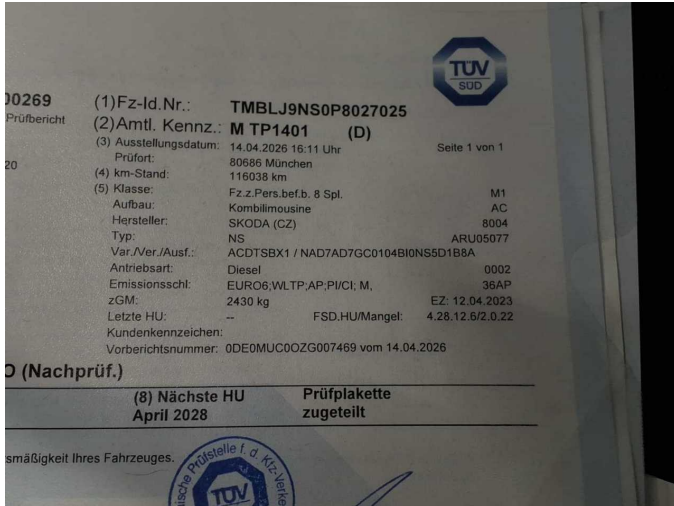 TÜV
SÜD
00269
Prüfbericht
20
(1)Fz-Id.Nr.: TMBLJ9NS0P8027025
(2)Amtl. Kennz.: M TP1401 (D)
(3) Ausstellungsdatum: 14.04.2026 16:11 Uhr Seite 1 von 1
Prüfort: 80686 München
(4) km-Stand: 116038 km
(5) Klasse: Fz.z.Pers.bef.b. 8 Spl. M1
Aufbau: Kombilimousine AC
Hersteller: SKODA (CZ) 8004
Typ: NS ARU05077
Var./Ver./Ausf.: ACDTSBX1 / NAD7AD7GC0104BI0NS5D1B8A
Antriebsart: Diesel 0002
Emissionsschl: EURO6;WLTP;AP;PI/CI; M, 36AP
zGM: 2430 kg EZ: 12.04.2023
Letzte HU: -- FSD.HU/Mangel: 4.28.12.6/2.0.22
Kundenkennzeichen:
Vorberichtsnummer: 0DE0MUC0OZG007469 vom 14.04.2026
O (Nachprüf.)
(8) Nächste HU Prüfplakette
April 2028 zugeteilt
smäßigkeit Ihres Fahrzeuges.
ische Prüfstelle f. d. Kfz-Verke
TÜV